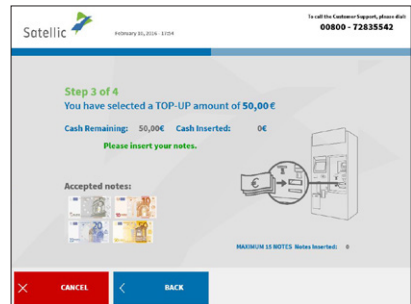 To call the Customer Support, please dial:
00800 - 72835542
Satellic
February 10, 2016 - 13:54
Step 3 of 4
You have selected a TOP-UP amount of 50,00 €
Cash Remaining: 50,00€ Cash Inserted: 0€
Please insert your notes.
Accepted notes:
MAXIMUM 15 NOTES Notes Inserted: 0
CANCEL
BACK